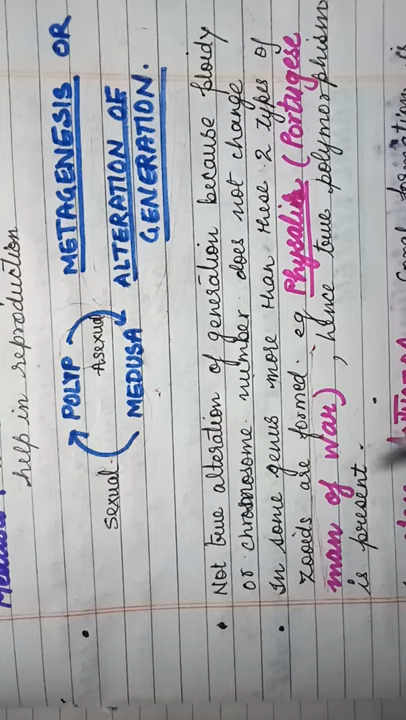 help in reproduction
POLYP METAGENESIS OR
Sexual Asexual
MEDUSA ALTERATION OF
GENERATION.
• Not true alteration of generation because ploidy
or chromosome number does not change
• In some genus more than these 2 types of
zooids are formed. eg Physalia (Portugese
man of war), hence true polymorphism
is present.